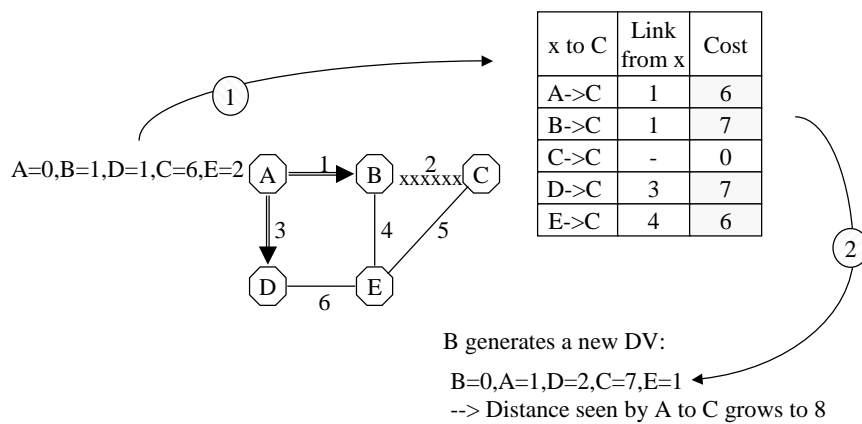 x to C Link from x Cost
A->C 1 6
B->C 1 7
C->C - 0
D->C 3 7
E->C 4 6
1
A=0,B=1,D=1,C=6,E=2
A 1 B 2 xxxxxx C
3 4 5
D 6 E
2
B generates a new DV:
B=0,A=1,D=2,C=7,E=1
--> Distance seen by A to C grows to 8